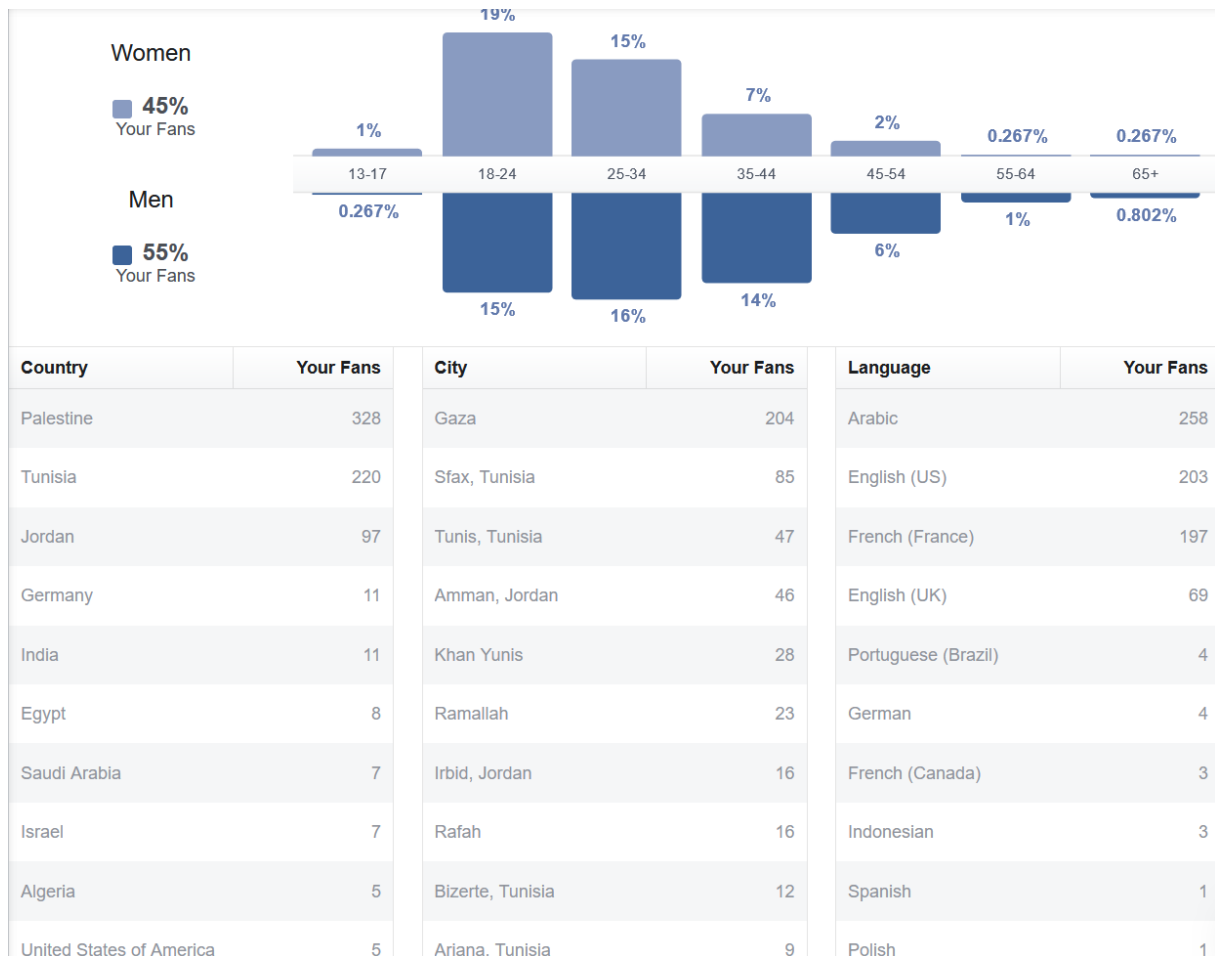 19%
15%
Women
7%
45%
2%
Your Fans
1%
0.267%
0.267%
13-17 18-24 25-34 35-44 45-54 55-64 65+
Men
0.267%
1%
0.802%
55%
6%
Your Fans
15%
16%
14%
Country Your Fans City Your Fans Language Your Fans
Palestine 328 Gaza 204 Arabic 258
Tunisia 220 Sfax, Tunisia 85 English (US) 203
Jordan 97 Tunis, Tunisia 47 French (France) 197
Germany 11 Amman, Jordan 46 English (UK) 69
India 11 Khan Yunis 28 Portuguese (Brazil) 4
Egypt 8 Ramallah 23 German 4
Saudi Arabia 7 Irbid, Jordan 16 French (Canada) 3
Israel 7 Rafah 16 Indonesian 3
Algeria 5 Bizerte, Tunisia 12 Spanish 1
United States of America 5 Ariana, Tunisia 9 Polish 1